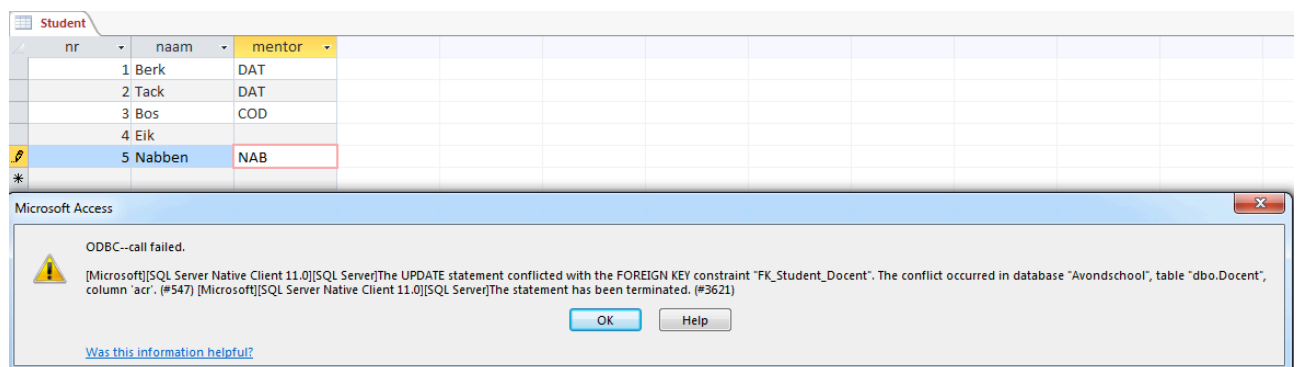 Student
nr naam mentor
1 Berk DAT
2 Tack DAT
3 Bos COD
4 Eik
5 Nabben NAB
*
Microsoft Access
x
ODBC--call failed.
[Microsoft][SQL Server Native Client 11.0][SQL Server]The UPDATE statement conflicted with the FOREIGN KEY constraint "FK_Student_Docent". The conflict occurred in database "Avondschool", table "dbo.Docent",
column 'acr'. (#547) [Microsoft][SQL Server Native Client 11.0][SQL Server]The statement has been terminated. (#3621)
OK Help
Was this information helpful?